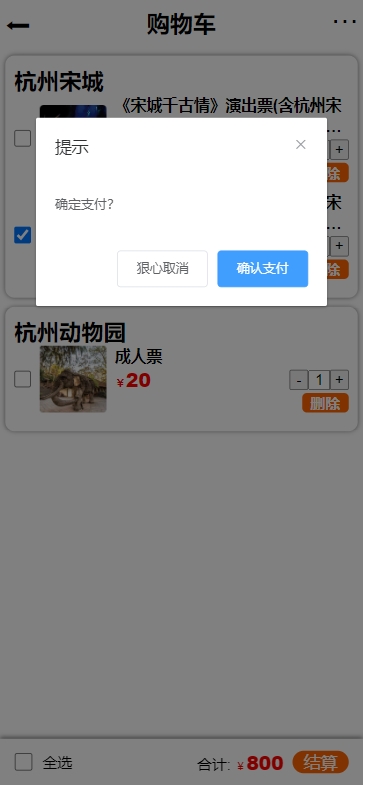 购物车
...
杭州宋城
《宋城千古情》演出票(含杭州宋
...
+
删除
提示
×
确定支付？
狠心取消
确认支付
宋
...
+
删除
杭州动物园
成人票
¥20
- 1 +
删除
全选
合计: ¥800
结算